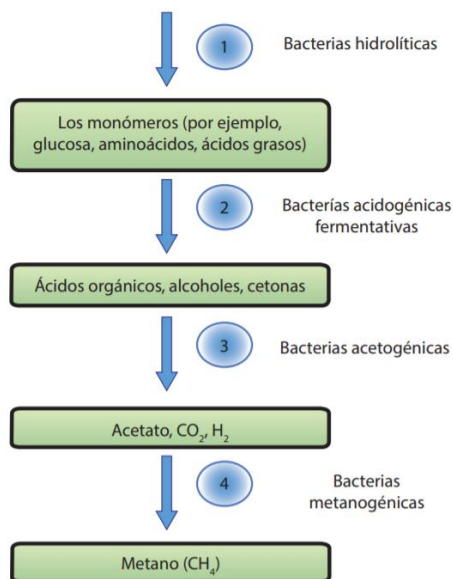 1
Bacterias hidrolíticas
Los monómeros (por ejemplo,
glucosa, aminoácidos, ácidos grasos)
2
Bacterías acidogénicas
fermentativas
Ácidos orgánicos, alcoholes, cetonas
3
Bacterias acetogénicas
Acetato, CO₂, H₂
4
Bacterias
metanogénicas
Metano (CH₄)